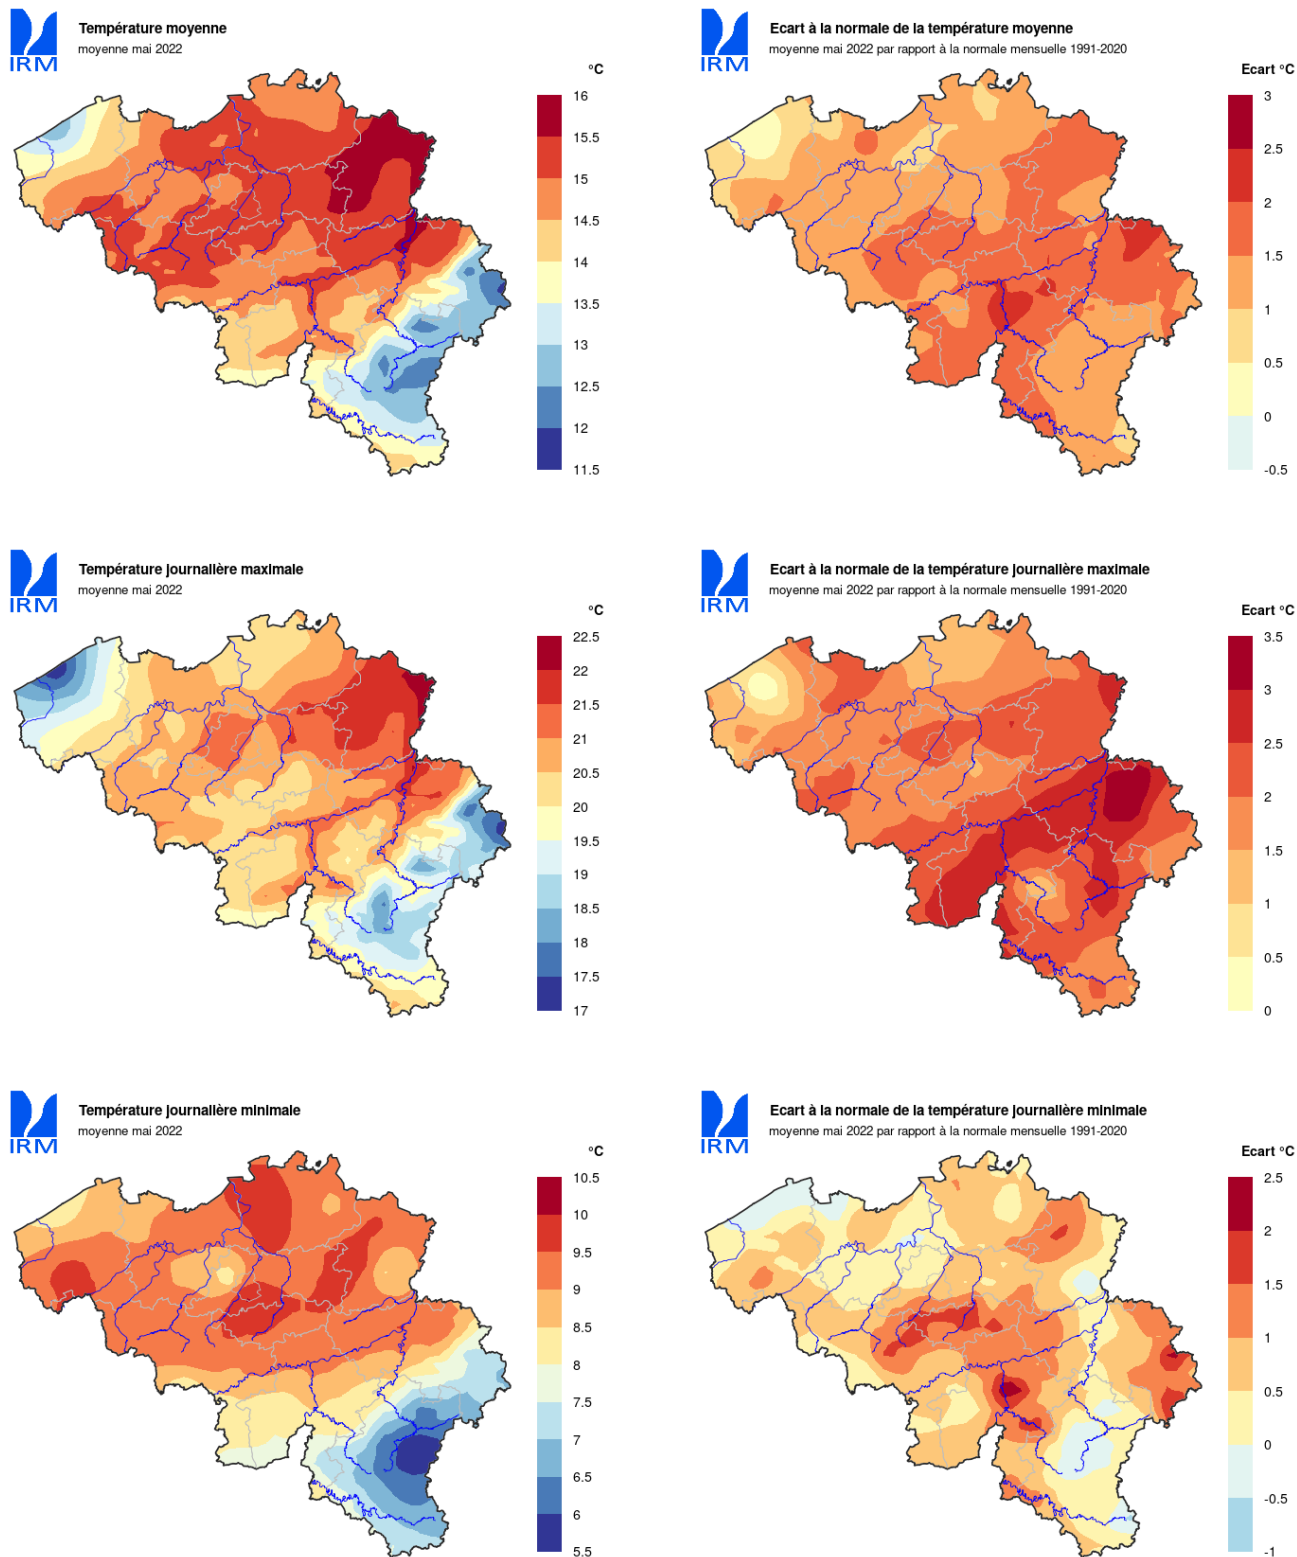 IRM
Température moyenne
moyenne mai 2022
°C
16
15.5
15
14.5
14
13.5
13
12.5
12
11.5
IRM
Ecart à la normale de la température moyenne
moyenne mai 2022 par rapport à la normale mensuelle 1991-2020
Ecart °C
3
2.5
2
1.5
1
0.5
0
-0.5
IRM
Température journalière maximale
moyenne mai 2022
°C
22.5
22
21.5
21
20.5
20
19.5
19
18.5
18
17.5
17
IRM
Ecart à la normale de la température journalière maximale
moyenne mai 2022 par rapport à la normale mensuelle 1991-2020
Ecart °C
3.5
3
2.5
2
1.5
1
0.5
0
IRM
Température journalière minimale
moyenne mai 2022
°C
10.5
10
9.5
9
8.5
8
7.5
7
6.5
6
5.5
IRM
Ecart à la normale de la température journalière minimale
moyenne mai 2022 par rapport à la normale mensuelle 1991-2020
Ecart °C
2.5
2
1.5
1
0.5
0
-0.5
-1